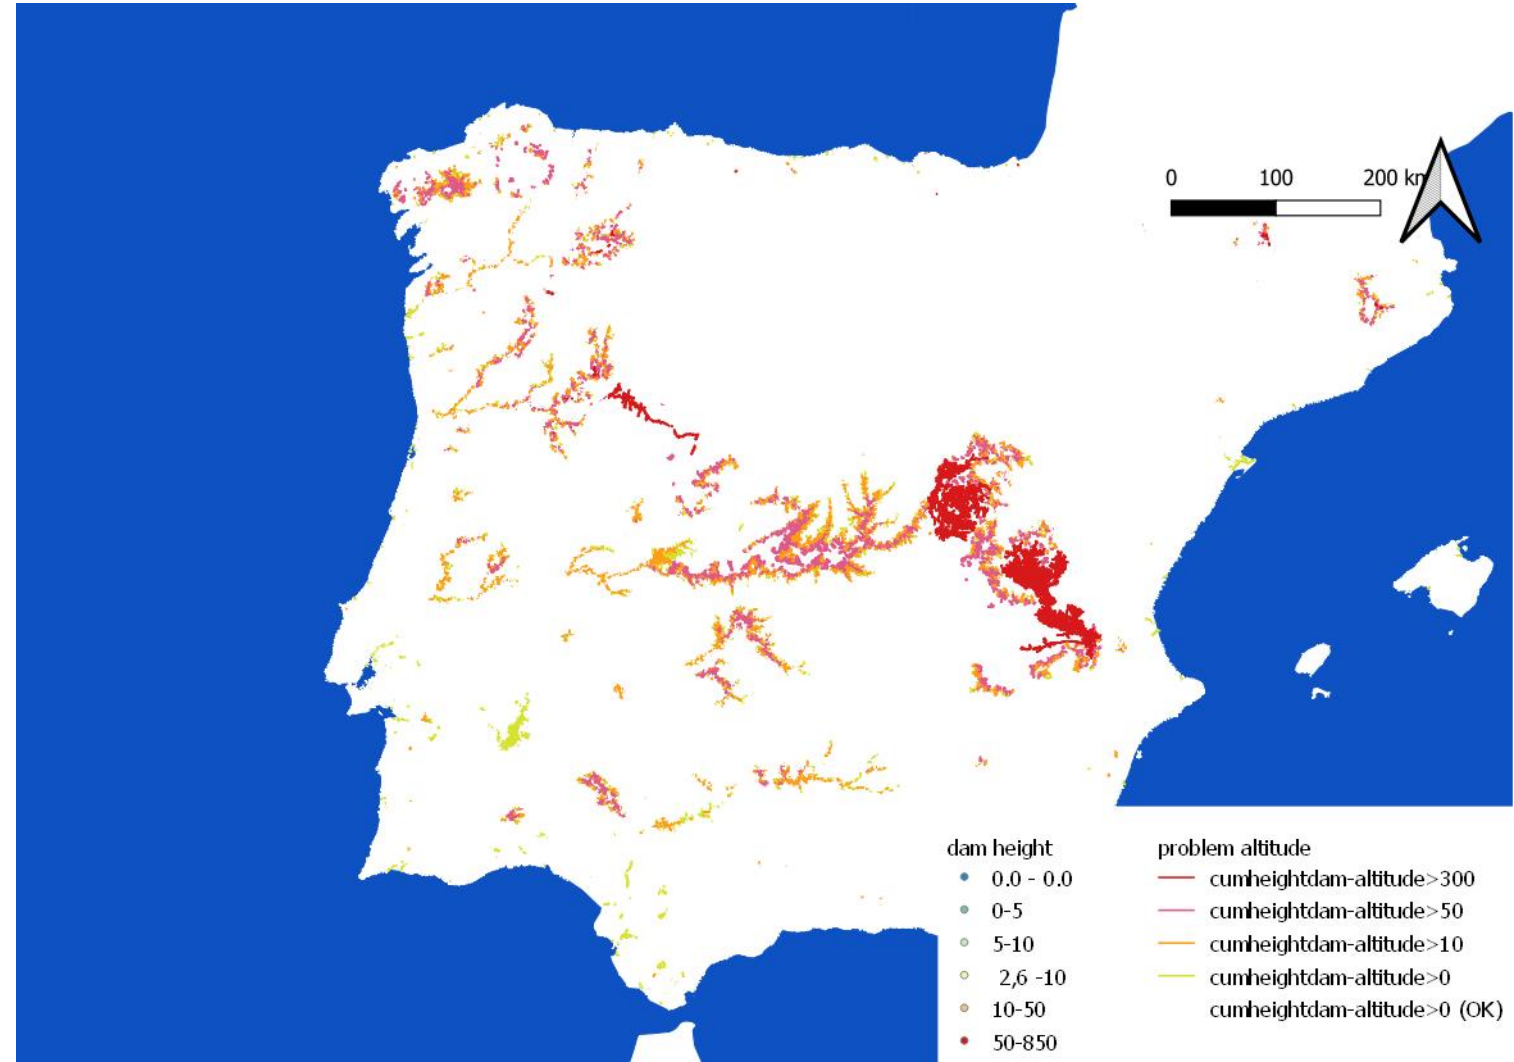 0 100 200 km
dam height
0.0 - 0.0
0-5
5-10
2,6 -10
10-50
50-850
problem altitude
cumheightdam-altitude>300
cumheightdam-altitude>50
cumheightdam-altitude>10
cumheightdam-altitude>0
cumheightdam-altitude>0 (OK)